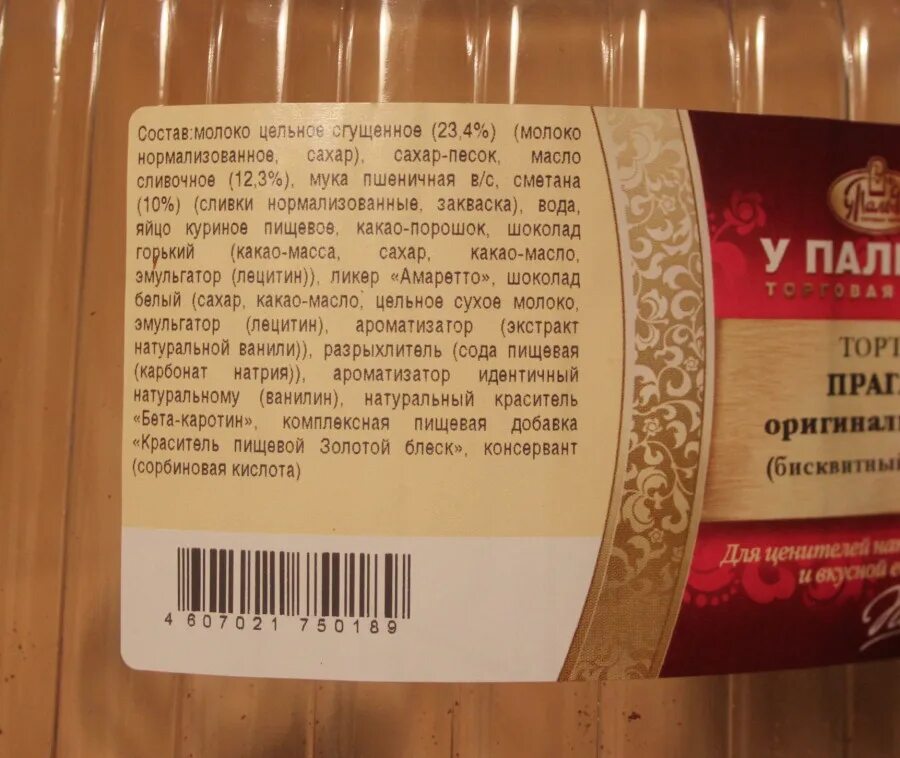 Состав:молоко цельное сгущенное (23,4%) (молоко
нормализованное, сахар), сахар-песок, масло
сливочное (12,3%), мука пшеничная в/с, сметана
(10%) (сливки нормализованные, закваска), вода,
яйцо куриное пищевое, какао-порошок, шоколад
горький (какао-масса, сахар, какао-масло,
эмульгатор (лецитин)), ликер «Амаретто», шоколад
белый (сахар, какао-масло, цельное сухое молоко,
эмульгатор (лецитин), ароматизатор (экстракт
натуральной ванили)), разрыхлитель (сода пищевая
(карбонат натрия)), ароматизатор идентичный
натуральному (ванилин), натуральный краситель
«Бета-каротин», комплексная пищевая добавка
«Краситель пищевой Золотой блеск», консервант
(сорбиновая кислота)
4 607021 750189
У ПАЛ
ТОРГОВАЯ
ТОРТ
ПРАГ
оригинал
(бисквитный
Для ценителей
и вкусной